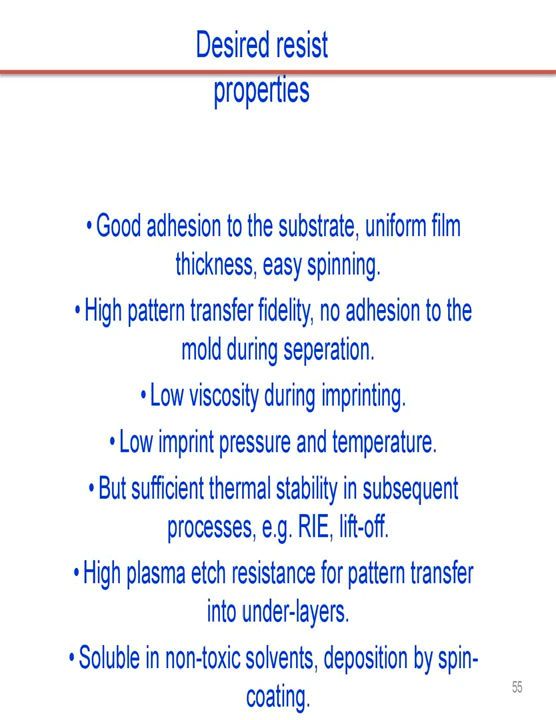 Desired resist
properties
• Good adhesion to the substrate, uniform film
thickness, easy spinning.
• High pattern transfer fidelity, no adhesion to the
mold during seperation.
• Low viscosity during imprinting.
• Low imprint pressure and temperature.
• But sufficient thermal stability in subsequent
processes, e.g. RIE, lift-off.
• High plasma etch resistance for pattern transfer
into under-layers.
• Soluble in non-toxic solvents, deposition by spin-
coating.
55